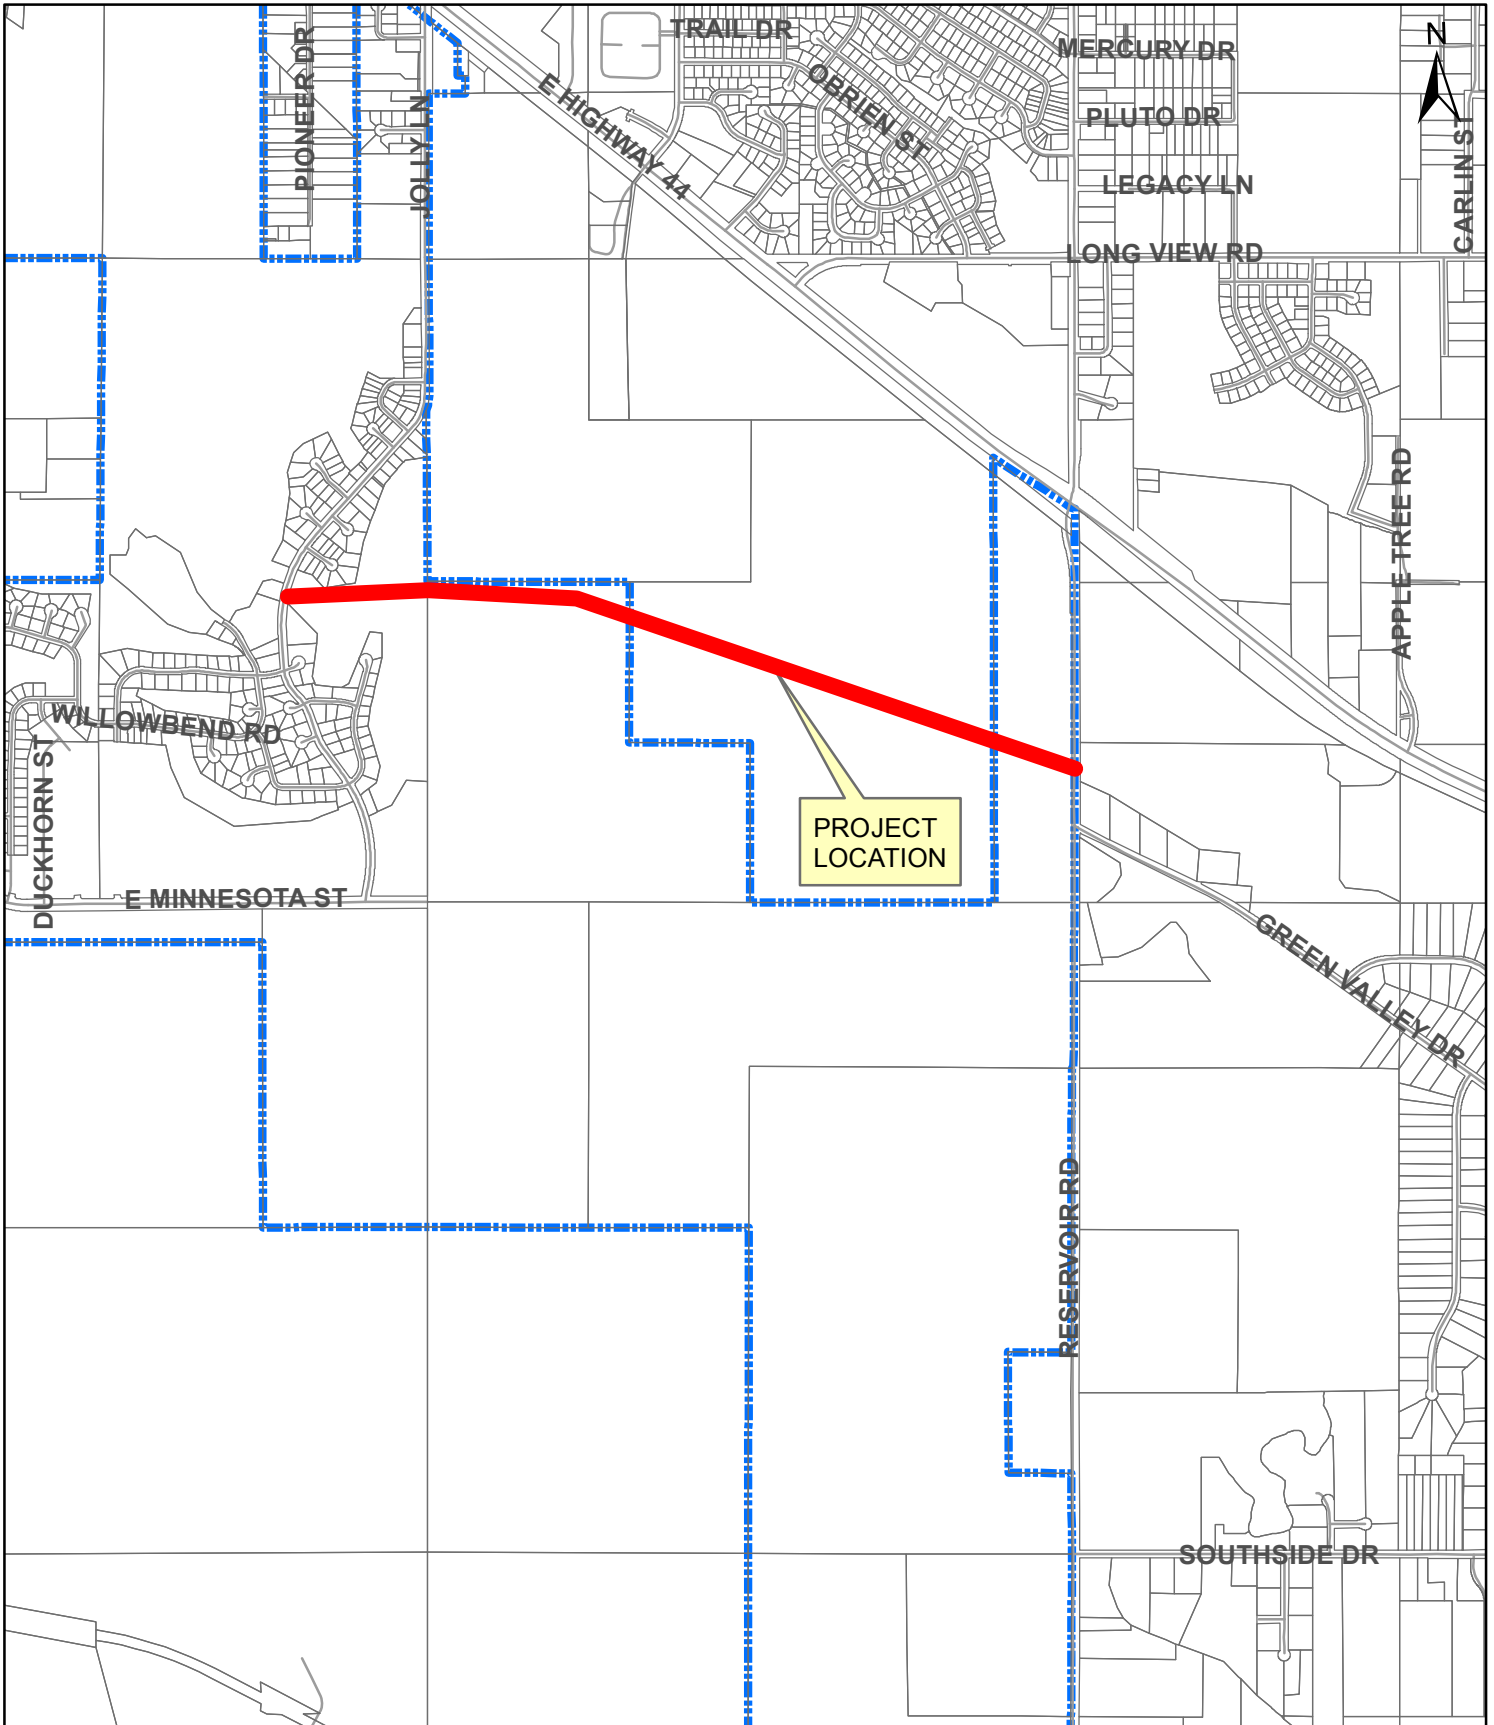 TRAIL DR
MERCURY DR
N
PIONEER DR
JOLLY LN
E HIGHWAY 44
OBRIEN ST
PLUTO DR
LEGACY LN
CARLIN ST
LONG VIEW RD
APPLE TREE RD
WILLOWBEND RD
DUCKHORN ST
PROJECT
LOCATION
E MINNESOTA ST
GREEN VALLEY DR
RESERVOIR RD
SOUTHSIDE DR